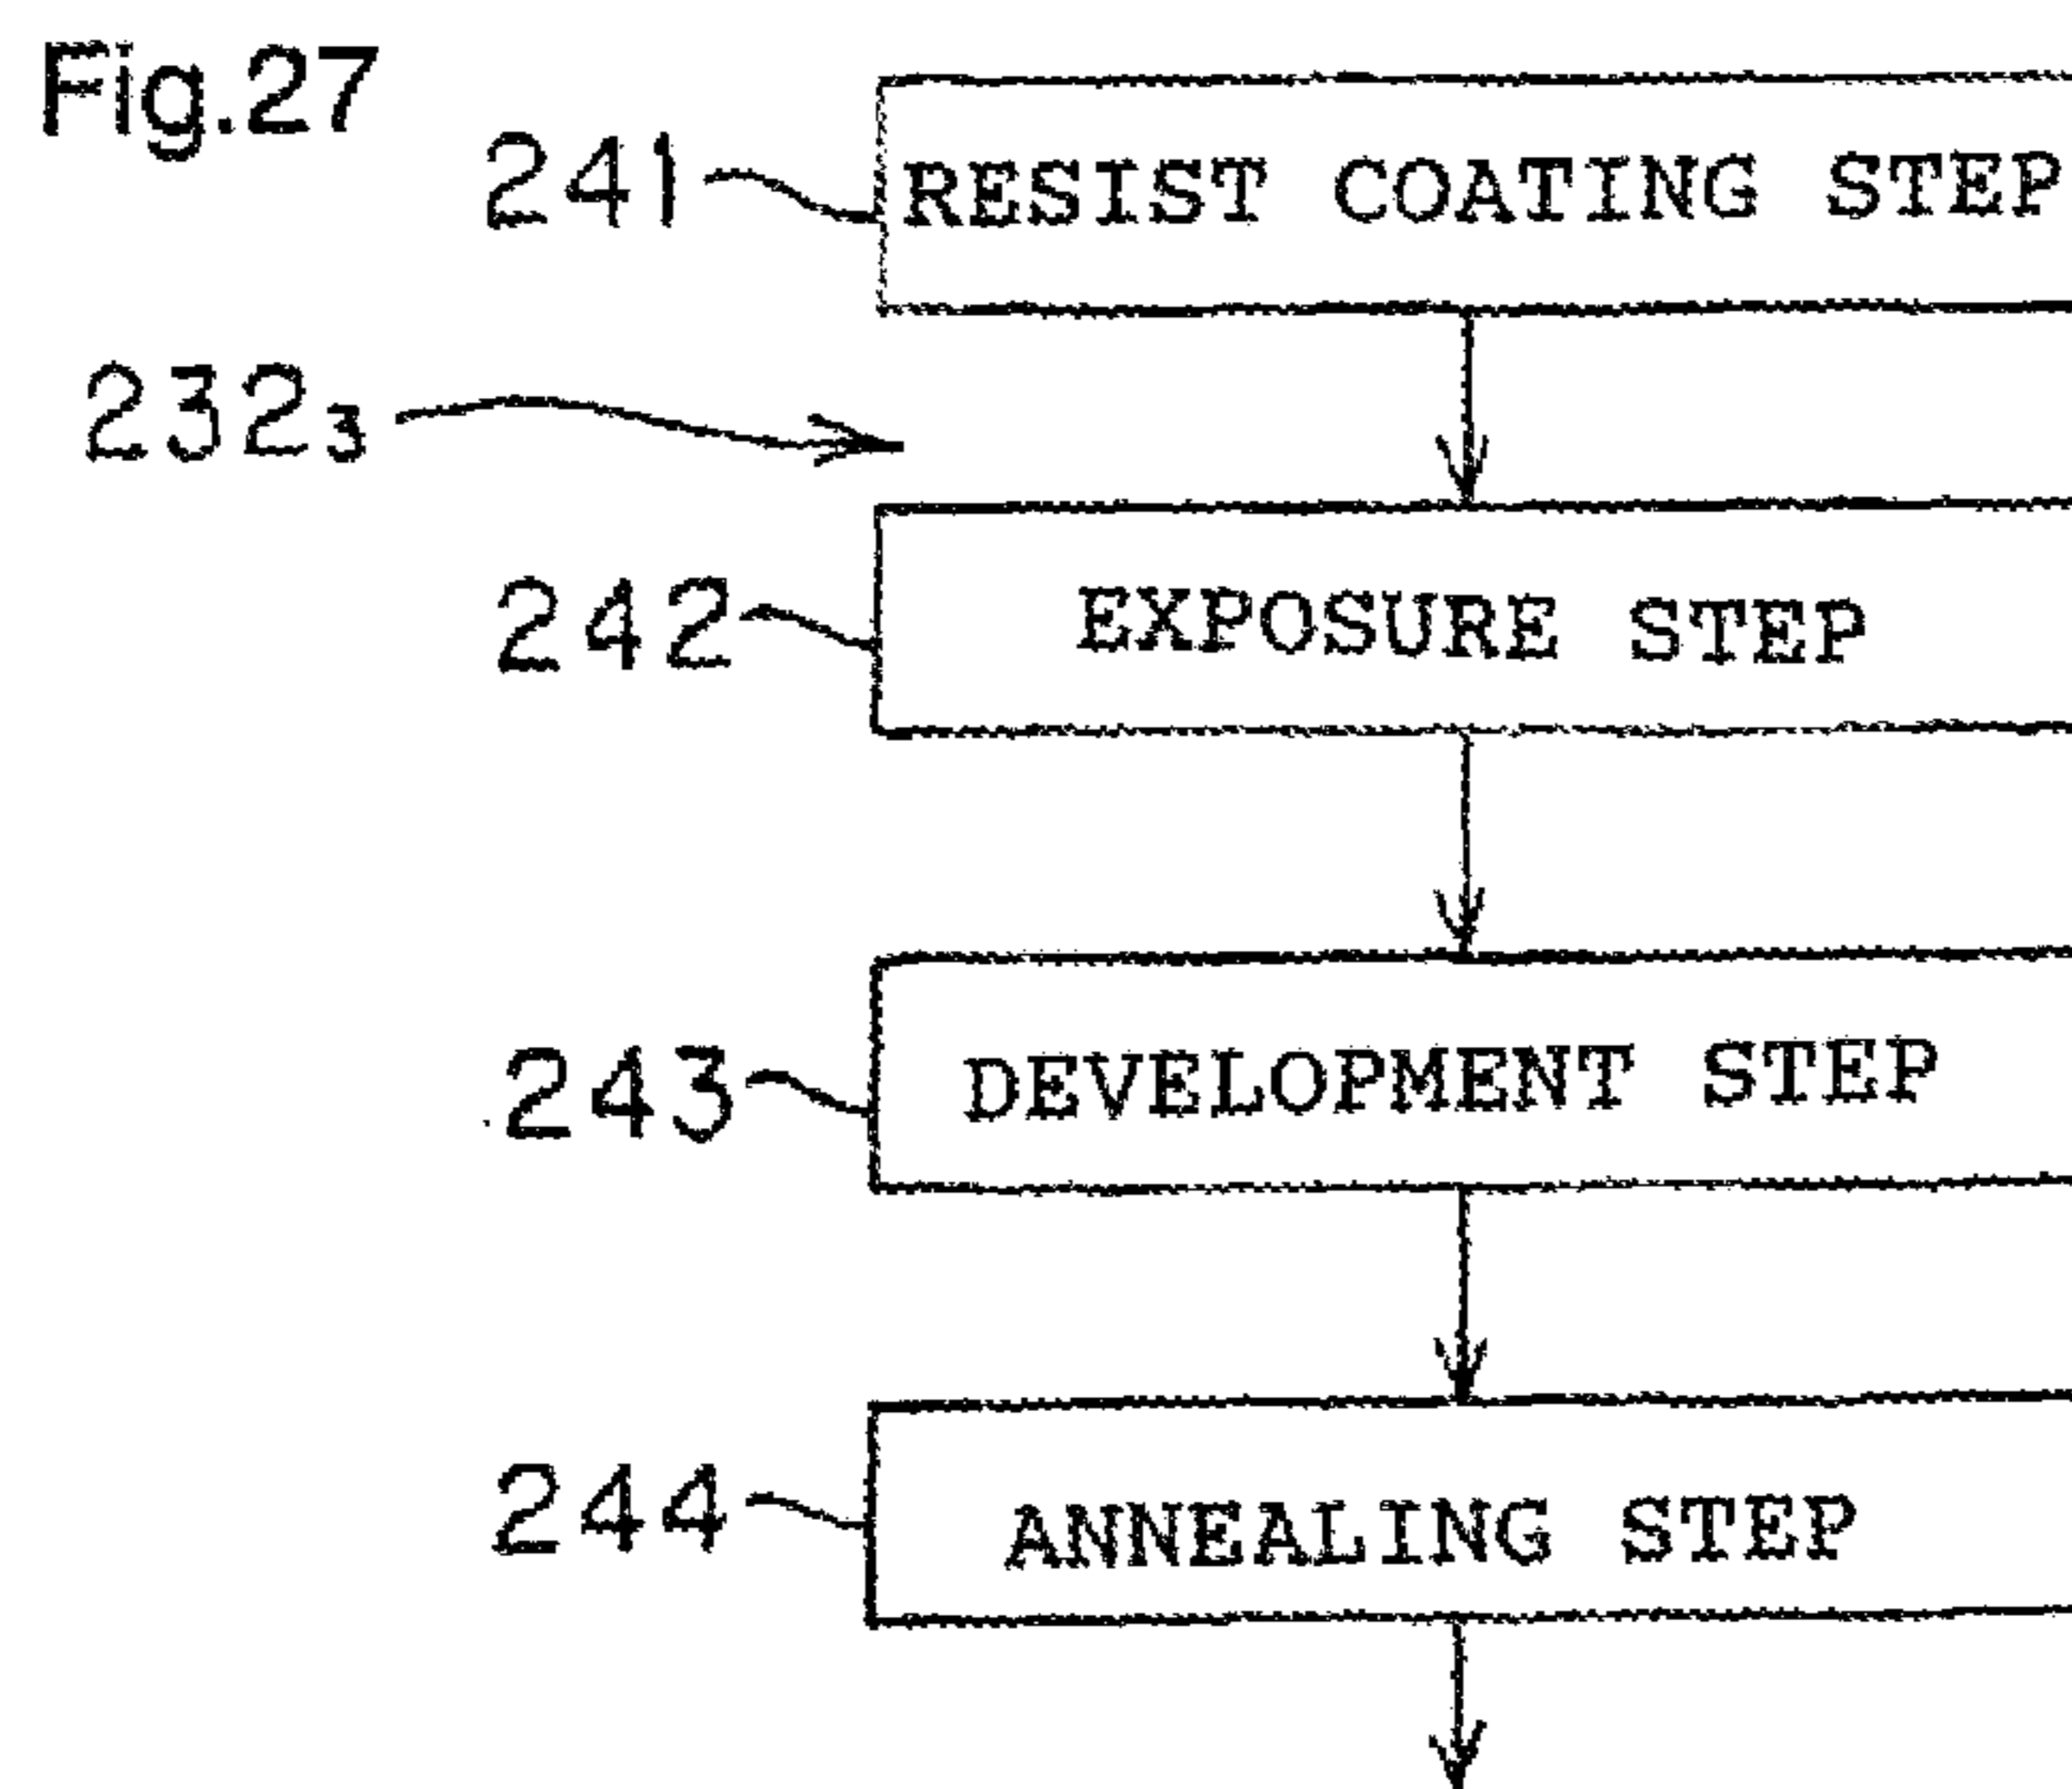 Fig.27
241 RESIST COATING STEP
232₃
242 EXPOSURE STEP
243 DEVELOPMENT STEP
244 ANNEALING STEP